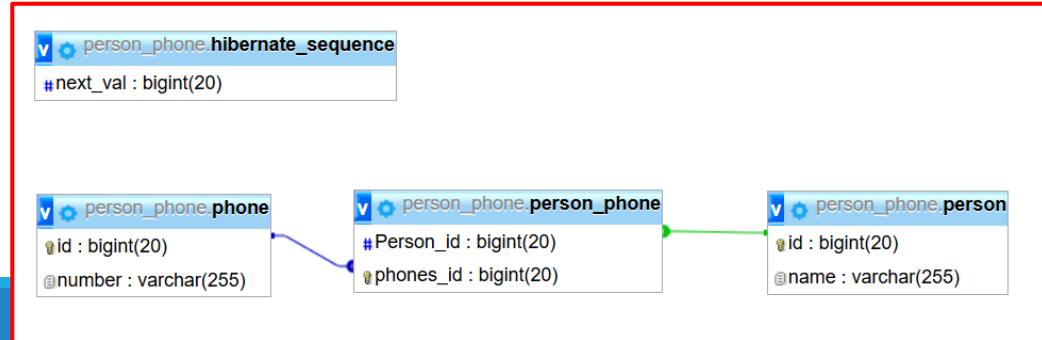 v person_phone.hibernate_sequence
#next_val : bigint(20)
v person_phone.phone
id : bigint(20)
number : varchar(255)
v person_phone.person_phone
#Person_id : bigint(20)
phones_id : bigint(20)
v person_phone.person
id : bigint(20)
name : varchar(255)